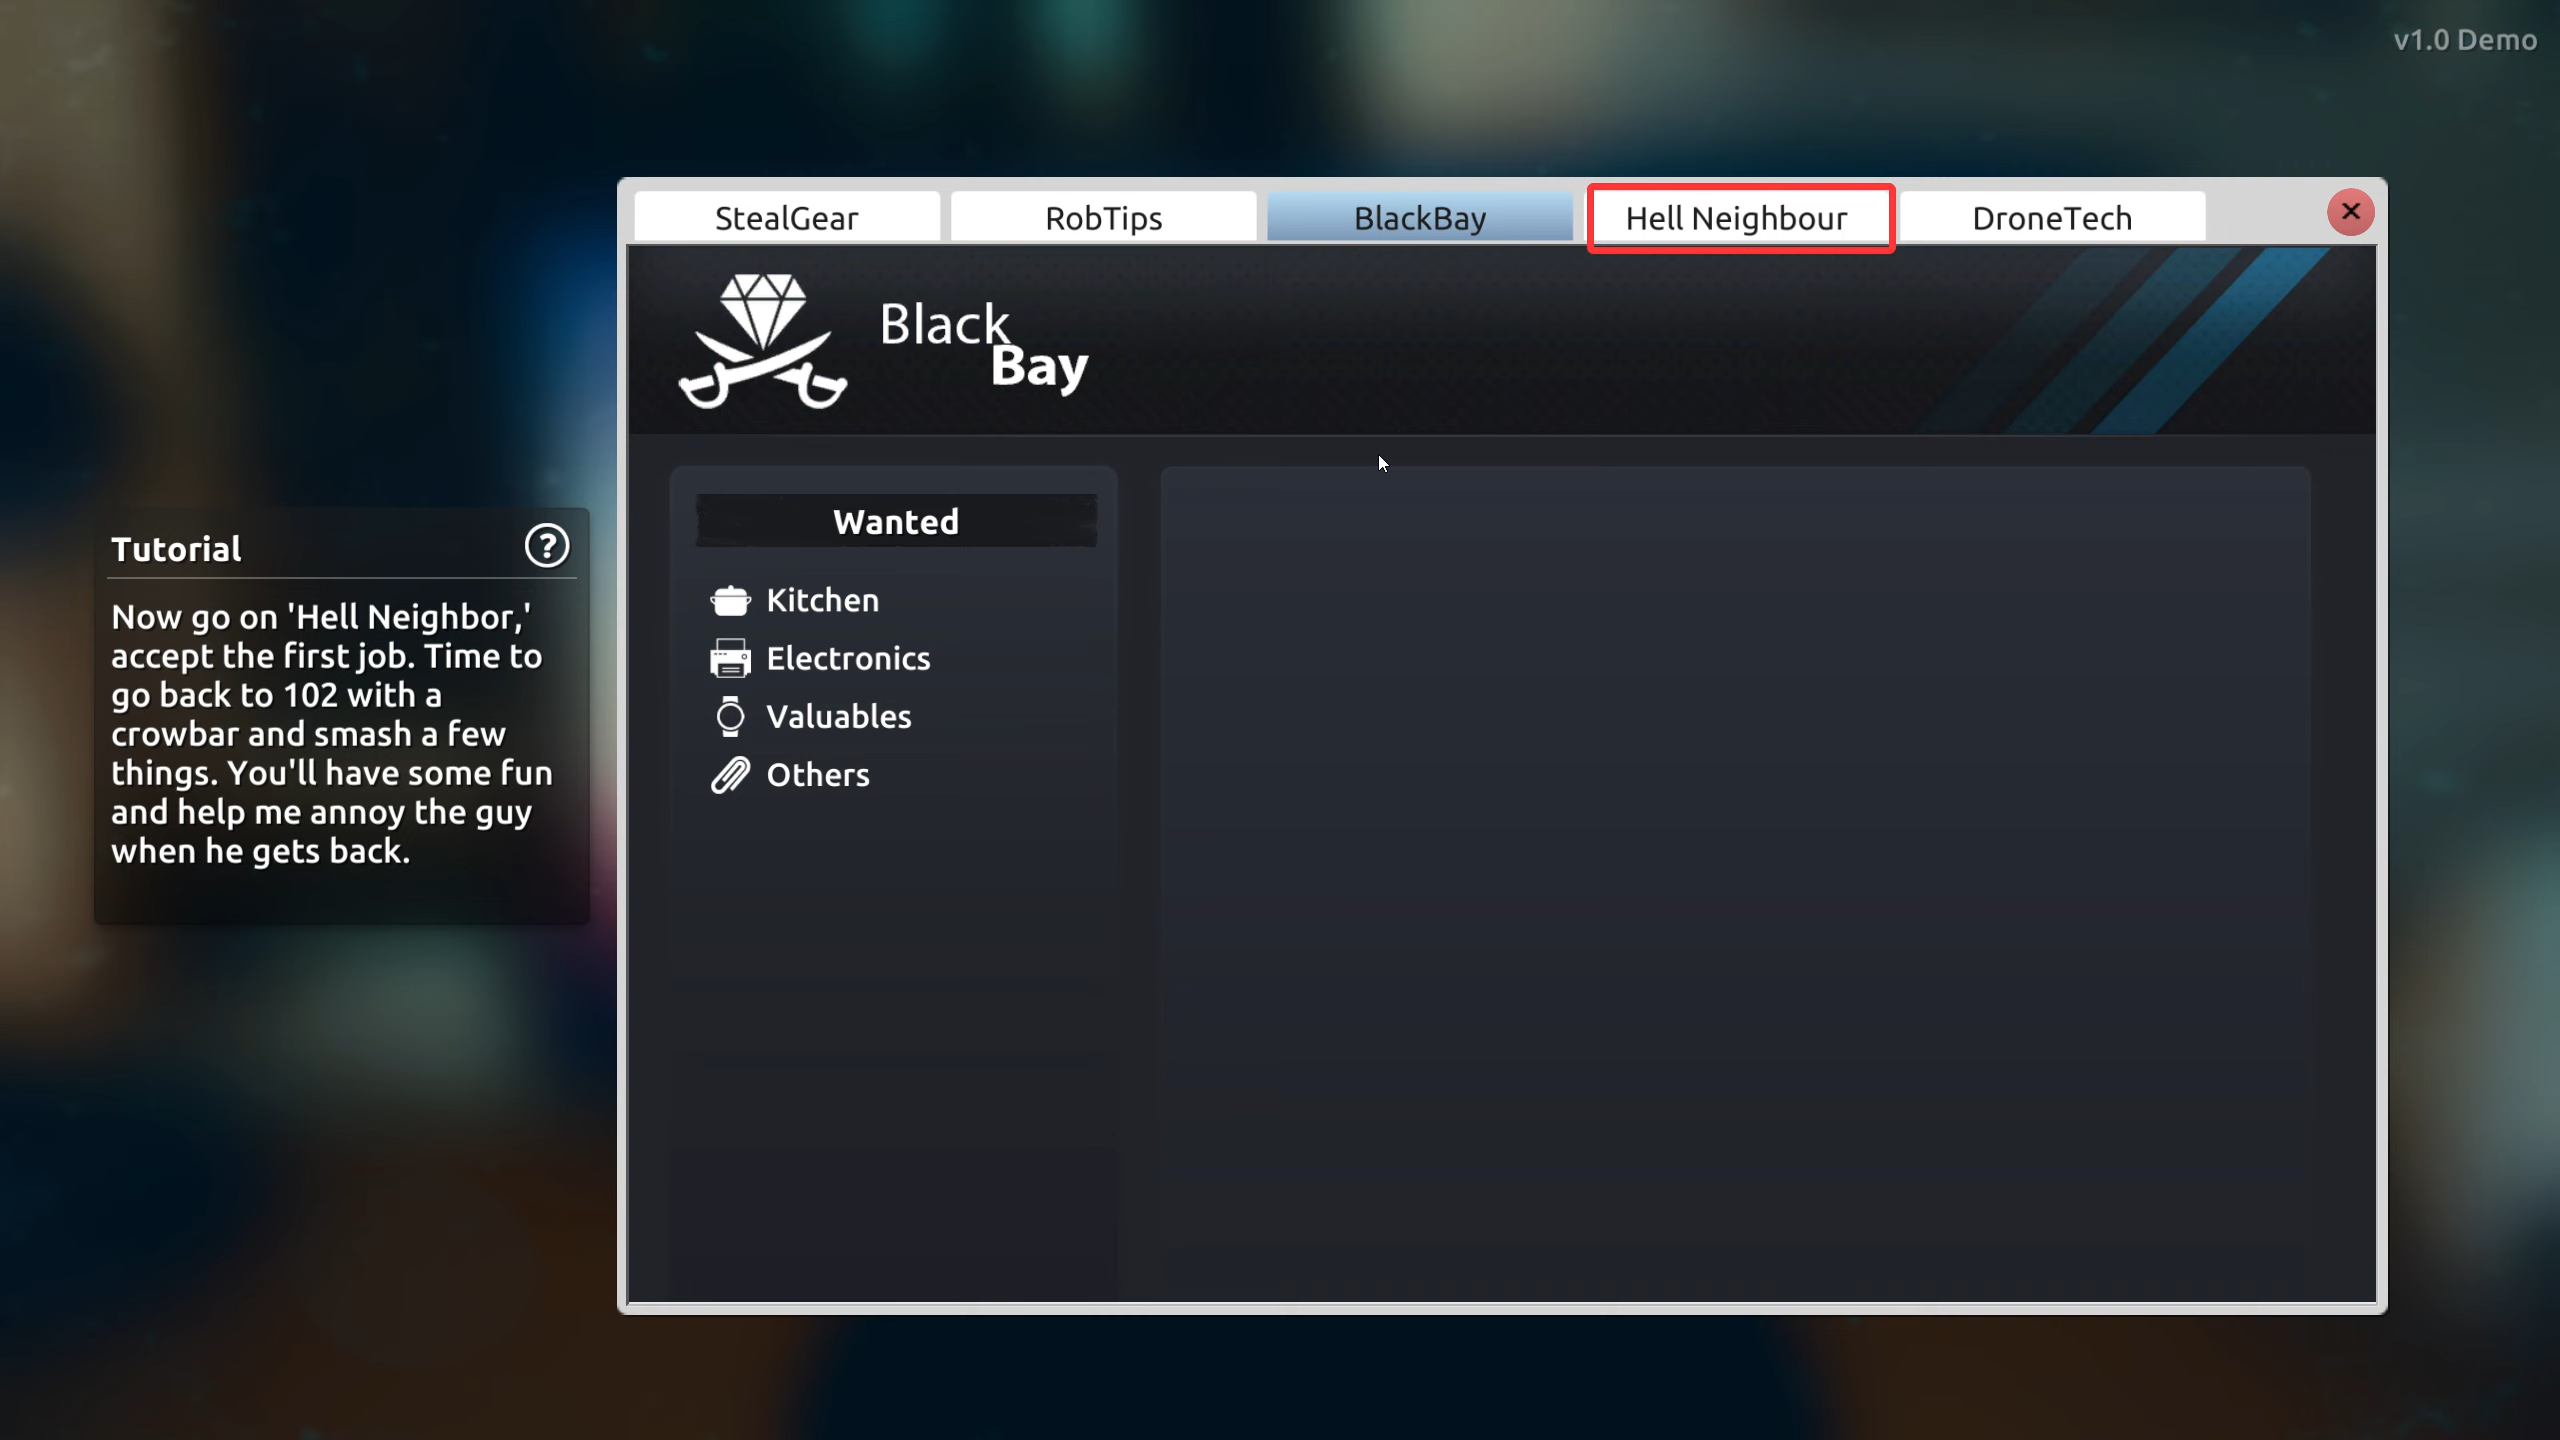 v1.0 Demo
StealGear
RobTips
BlackBay
Hell Neighbour
DroneTech
Black
Bay
Wanted
Kitchen
Electronics
Valuables
Others
Tutorial
Now go on 'Hell Neighbor,'
accept the first job. Time to
go back to 102 with a
crowbar and smash a few
things. You'll have some fun
and help me annoy the guy
when he gets back.